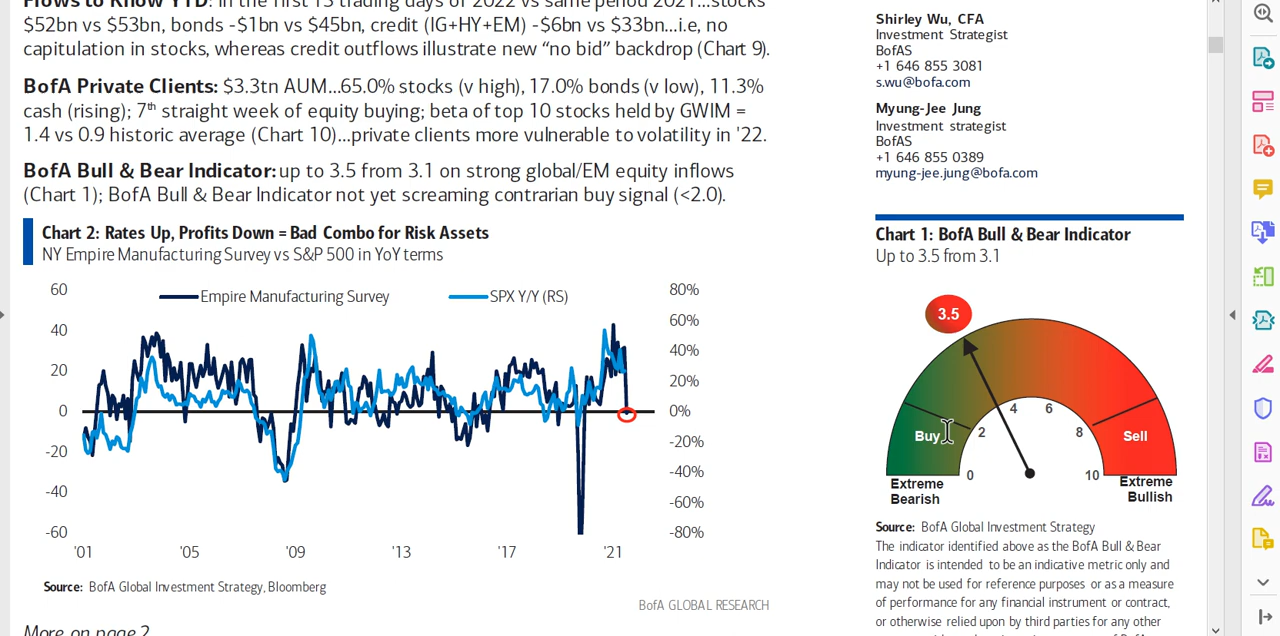 Flows to Know YTD: in the first 13 trading days of 2022 vs same period 2021...stocks
$52bn vs $53bn, bonds -$1bn vs $45bn, credit (IG+HY+EM) -$6bn vs $33bn...i.e, no
capitulation in stocks, whereas credit outflows illustrate new “no bid” backdrop (Chart 9).
BofA Private Clients: $3.3tn AUM...65.0% stocks (v high), 17.0% bonds (v low), 11.3%
cash (rising); 7th straight week of equity buying; beta of top 10 stocks held by GWIM =
1.4 vs 0.9 historic average (Chart 10)...private clients more vulnerable to volatility in '22.
BofA Bull & Bear Indicator: up to 3.5 from 3.1 on strong global/EM equity inflows
(Chart 1); BofA Bull & Bear Indicator not yet screaming contrarian buy signal (<2.0).
Chart 2: Rates Up, Profits Down = Bad Combo for Risk Assets
NY Empire Manufacturing Survey vs S&P 500 in YoY terms
Empire Manufacturing Survey
SPX Y/Y (RS)
60
40
20
0
-20
-40
-60
80%
60%
40%
20%
0%
-20%
-40%
-60%
-80%
'01
'05
'09
'13
'17
'21
Source: BofA Global Investment Strategy, Bloomberg
BofA GLOBAL RESEARCH
More on page 2
Shirley Wu, CFA
Investment Strategist
BofAS
+1 646 855 3081
s.wu@bofa.com
Myung-Jee Jung
Investment strategist
BofAS
+1 646 855 0389
myung-jee.jung@bofa.com
Chart 1: BofA Bull & Bear Indicator
Up to 3.5 from 3.1
3.5
4
6
2
8
0
10
Buy
Sell
Extreme
Bearish
Extreme
Bullish
Source: BofA Global Investment Strategy
The indicator identified above as the BofA Bull & Bear
Indicator is intended to be an indicative metric only and
may not be used for reference purposes or as a measure
of performance for any financial instrument or contract,
or otherwise relied upon by third parties for any other